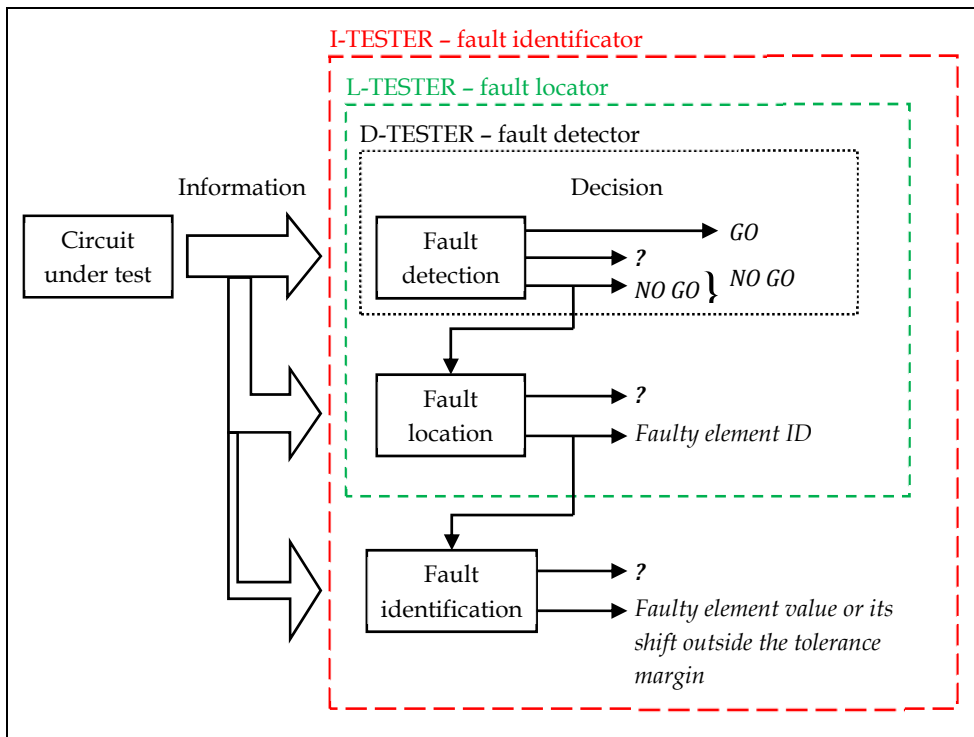 I-TESTER – fault identificator
L-TESTER – fault locator
D-TESTER – fault detector
Information
Decision
Circuit
under test
Fault
detection
GO
?
NO GO } NO GO
Fault
location
?
Faulty element ID
Fault
identification
?
Faulty element value or its
shift outside the tolerance
margin